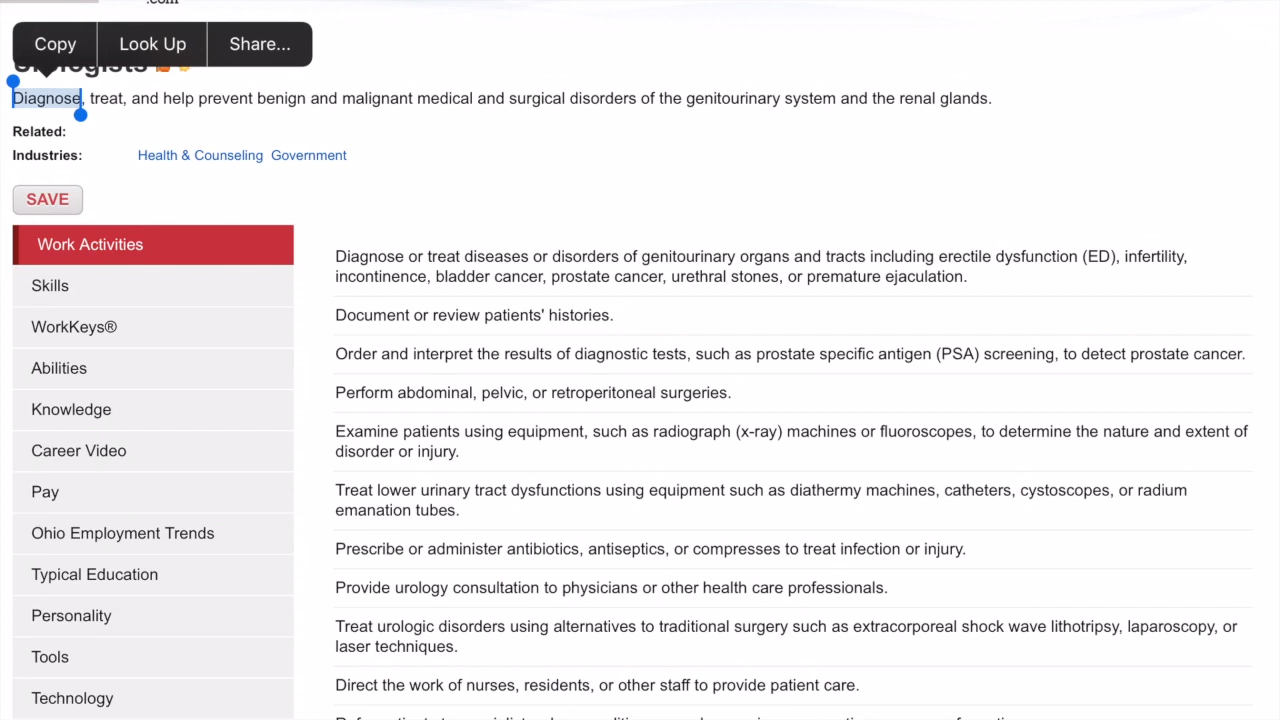 .com
Copy Look Up Share...
Urologists
Diagnose, treat, and help prevent benign and malignant medical and surgical disorders of the genitourinary system and the renal glands.
Related:
Industries: Health & Counseling Government
SAVE
Work Activities
Skills
WorkKeys®
Abilities
Knowledge
Career Video
Pay
Ohio Employment Trends
Typical Education
Personality
Tools
Technology
Diagnose or treat diseases or disorders of genitourinary organs and tracts including erectile dysfunction (ED), infertility,
incontinence, bladder cancer, prostate cancer, urethral stones, or premature ejaculation.
Document or review patients' histories.
Order and interpret the results of diagnostic tests, such as prostate specific antigen (PSA) screening, to detect prostate cancer.
Perform abdominal, pelvic, or retroperitoneal surgeries.
Examine patients using equipment, such as radiograph (x-ray) machines or fluoroscopes, to determine the nature and extent of
disorder or injury.
Treat lower urinary tract dysfunctions using equipment such as diathermy machines, catheters, cystoscopes, or radium
emanation tubes.
Prescribe or administer antibiotics, antiseptics, or compresses to treat infection or injury.
Provide urology consultation to physicians or other health care professionals.
Treat urologic disorders using alternatives to traditional surgery such as extracorporeal shock wave lithotripsy, laparoscopy, or
laser techniques.
Direct the work of nurses, residents, or other staff to provide patient care.